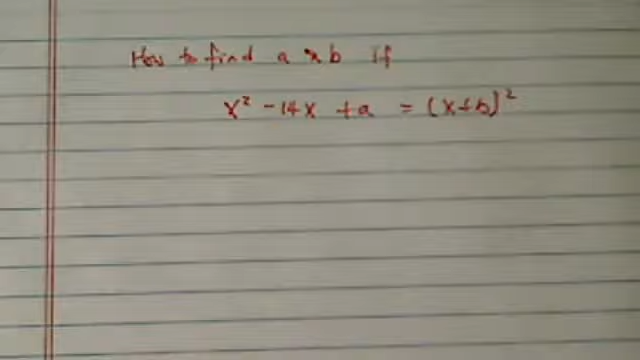 How to find a & b if
x² - 14x + a = (x+b)²